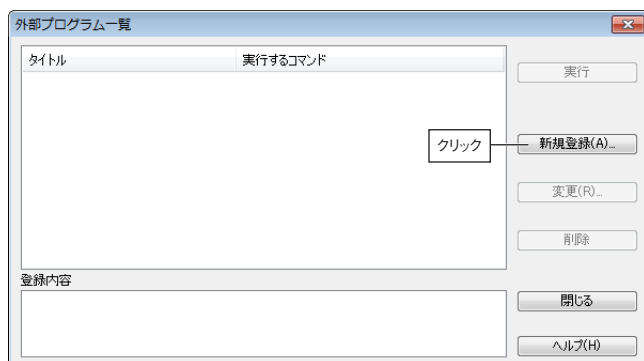 外部プログラム一覧
タイトル 実行するコマンド
実行
クリック
新規登録(A)...
変更(R)...
削除
登録内容
閉じる
ヘルプ(H)